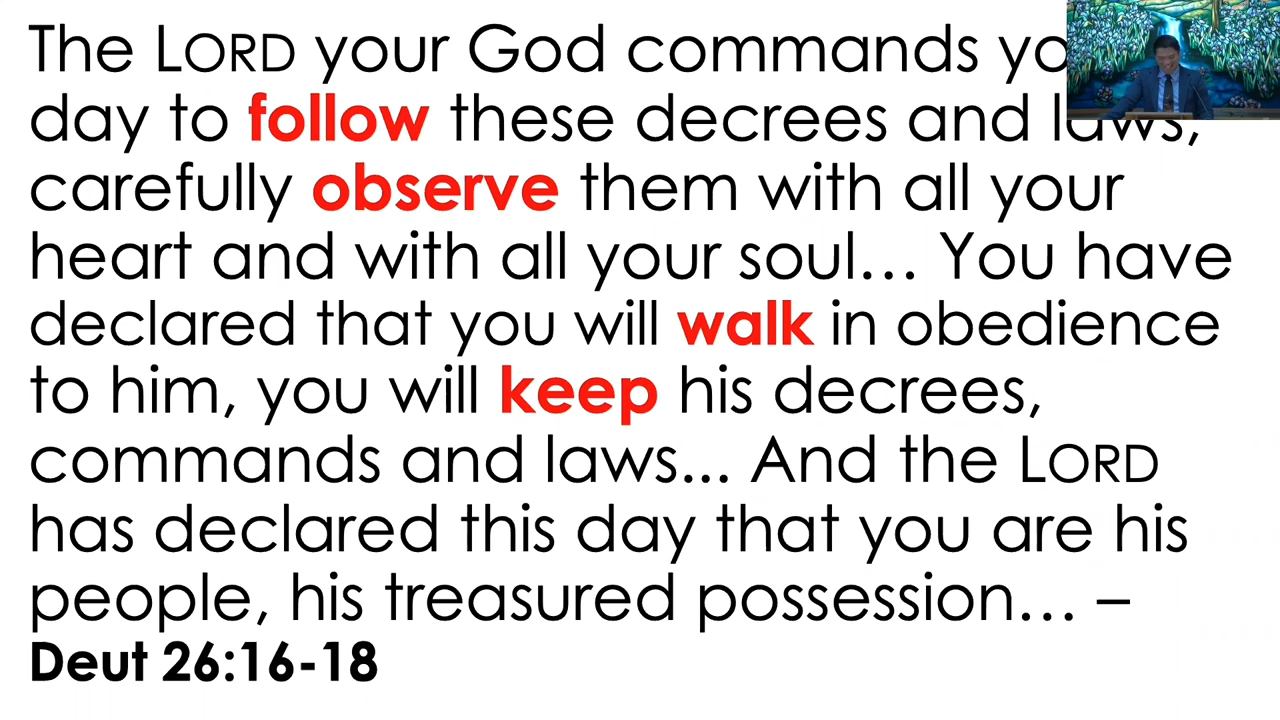 The LORD your God commands
day to follow these decrees and laws,
carefully observe them with all your
heart and with all your soul... You have
declared that you will walk in obedience
to him, you will keep his decrees,
commands and laws... And the LORD
has declared this day that you are his
people, his treasured possession... –
Deut 26:16-18